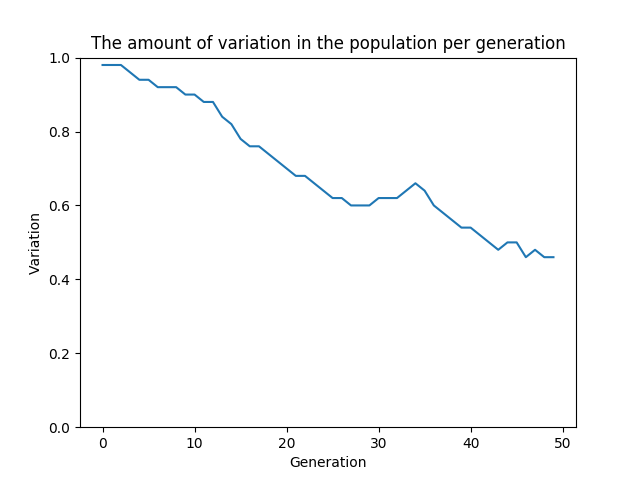 The amount of variation in the population per generation
1.0
0.8
0.6
0.4
0.2
0.0
Variation
0 10 20 30 40 50
Generation